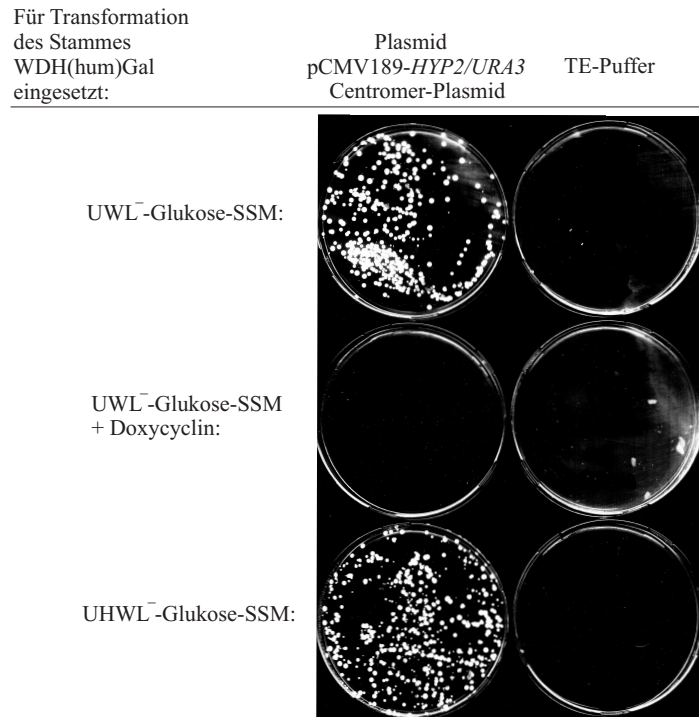 Für Transformation
des Stammes
WDH(hum)Gal
eingesetzt:
Plasmid
pCMV189-HYP2/URA3
Centromer-Plasmid
TE-Puffer
UWL⁻-Glukose-SSM:
UWL⁻-Glukose-SSM
+ Doxycyclin:
UHWL⁻-Glukose-SSM: